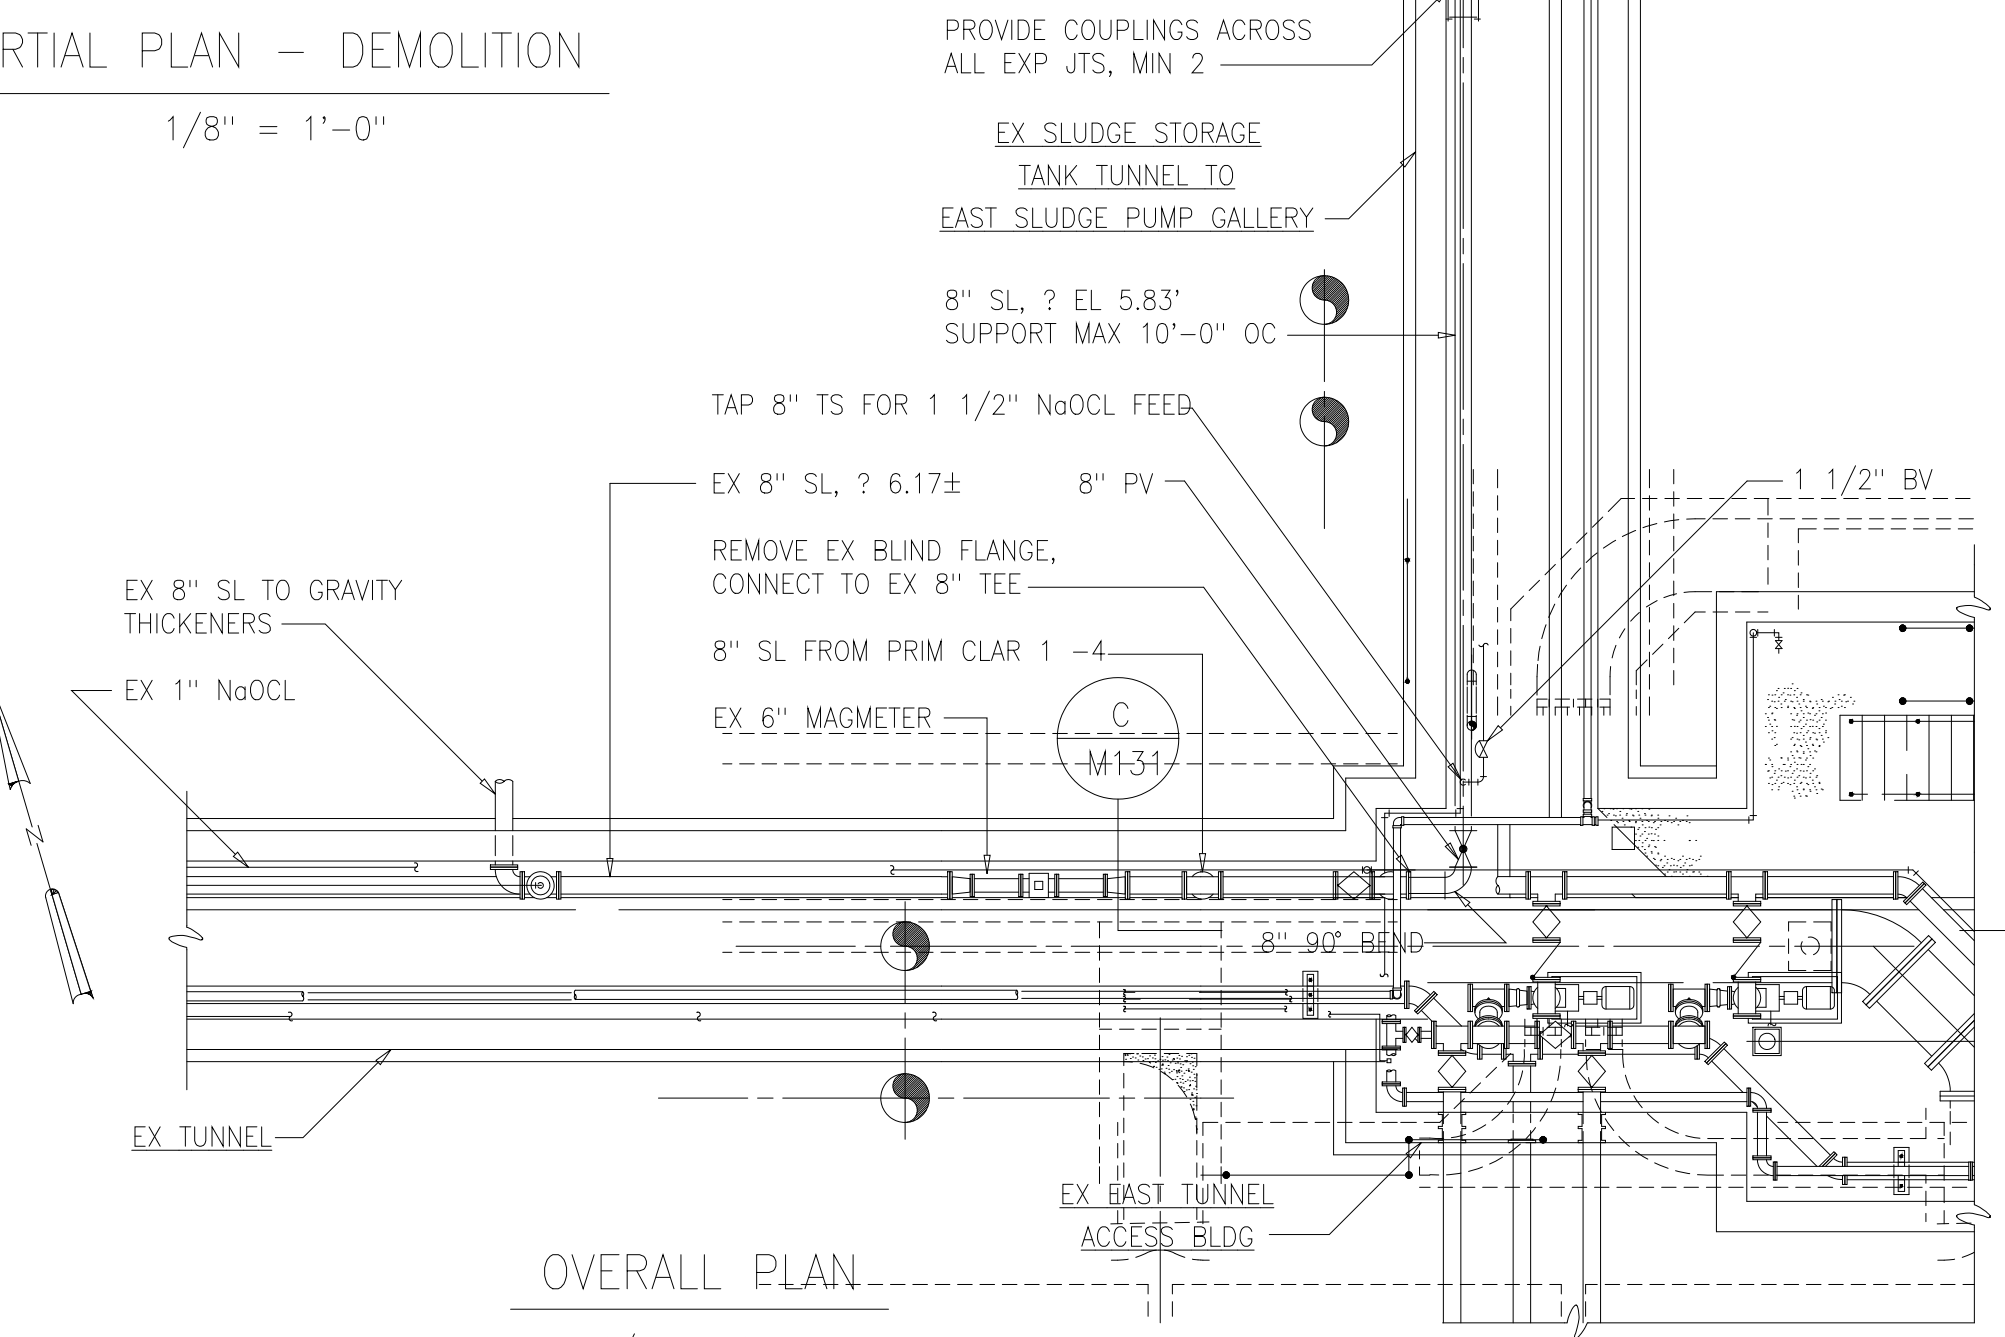 RTIAL PLAN – DEMOLITION
1/8" = 1'-0"
PROVIDE COUPLINGS ACROSS
ALL EXP JTS, MIN 2
EX SLUDGE STORAGE
TANK TUNNEL TO
EAST SLUDGE PUMP GALLERY
8" SL, ? EL 5.83'
SUPPORT MAX 10'-0" OC
TAP 8" TS FOR 1 1/2" NaOCL FEED
EX 8" SL, ? 6.17±
8" PV
1 1/2" BV
REMOVE EX BLIND FLANGE,
CONNECT TO EX 8" TEE
EX 8" SL TO GRAVITY
THICKENERS
8" SL FROM PRIM CLAR 1 -4
EX 1" NaOCL
EX 6" MAGMETER
C
M131
N
8" 90° BEND
EX TUNNEL
EX EAST TUNNEL
ACCESS BLDG
OVERALL PLAN